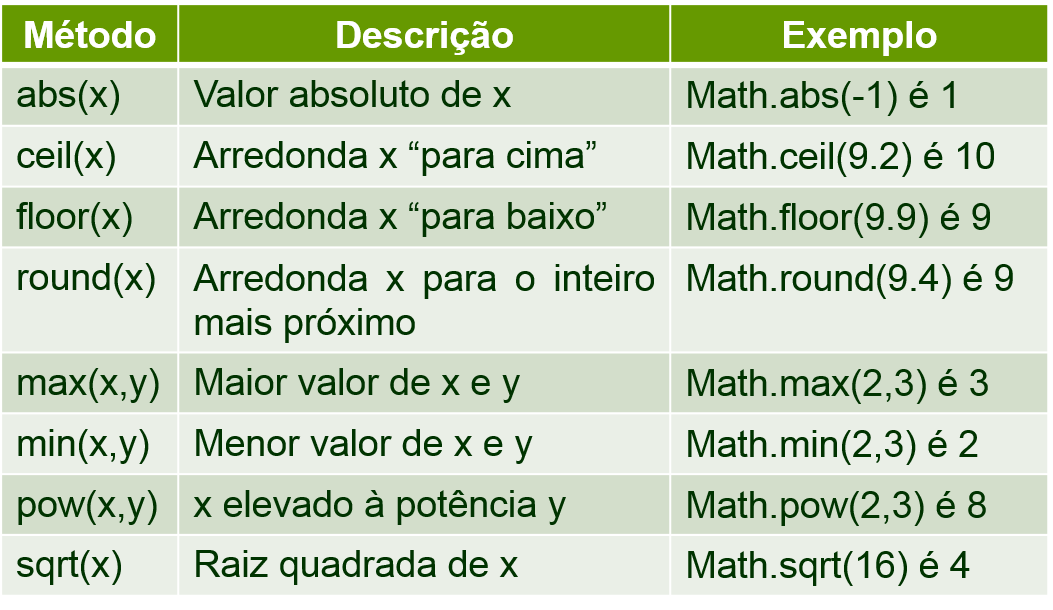 Método Descrição Exemplo
abs(x) Valor absoluto de x Math.abs(-1) é 1
ceil(x) Arredonda x “para cima” Math.ceil(9.2) é 10
floor(x) Arredonda x “para baixo” Math.floor(9.9) é 9
round(x) Arredonda x para o inteiro Math.round(9.4) é 9
mais próximo
max(x,y) Maior valor de x e y Math.max(2,3) é 3
min(x,y) Menor valor de x e y Math.min(2,3) é 2
pow(x,y) x elevado à potência y Math.pow(2,3) é 8
sqrt(x) Raiz quadrada de x Math.sqrt(16) é 4